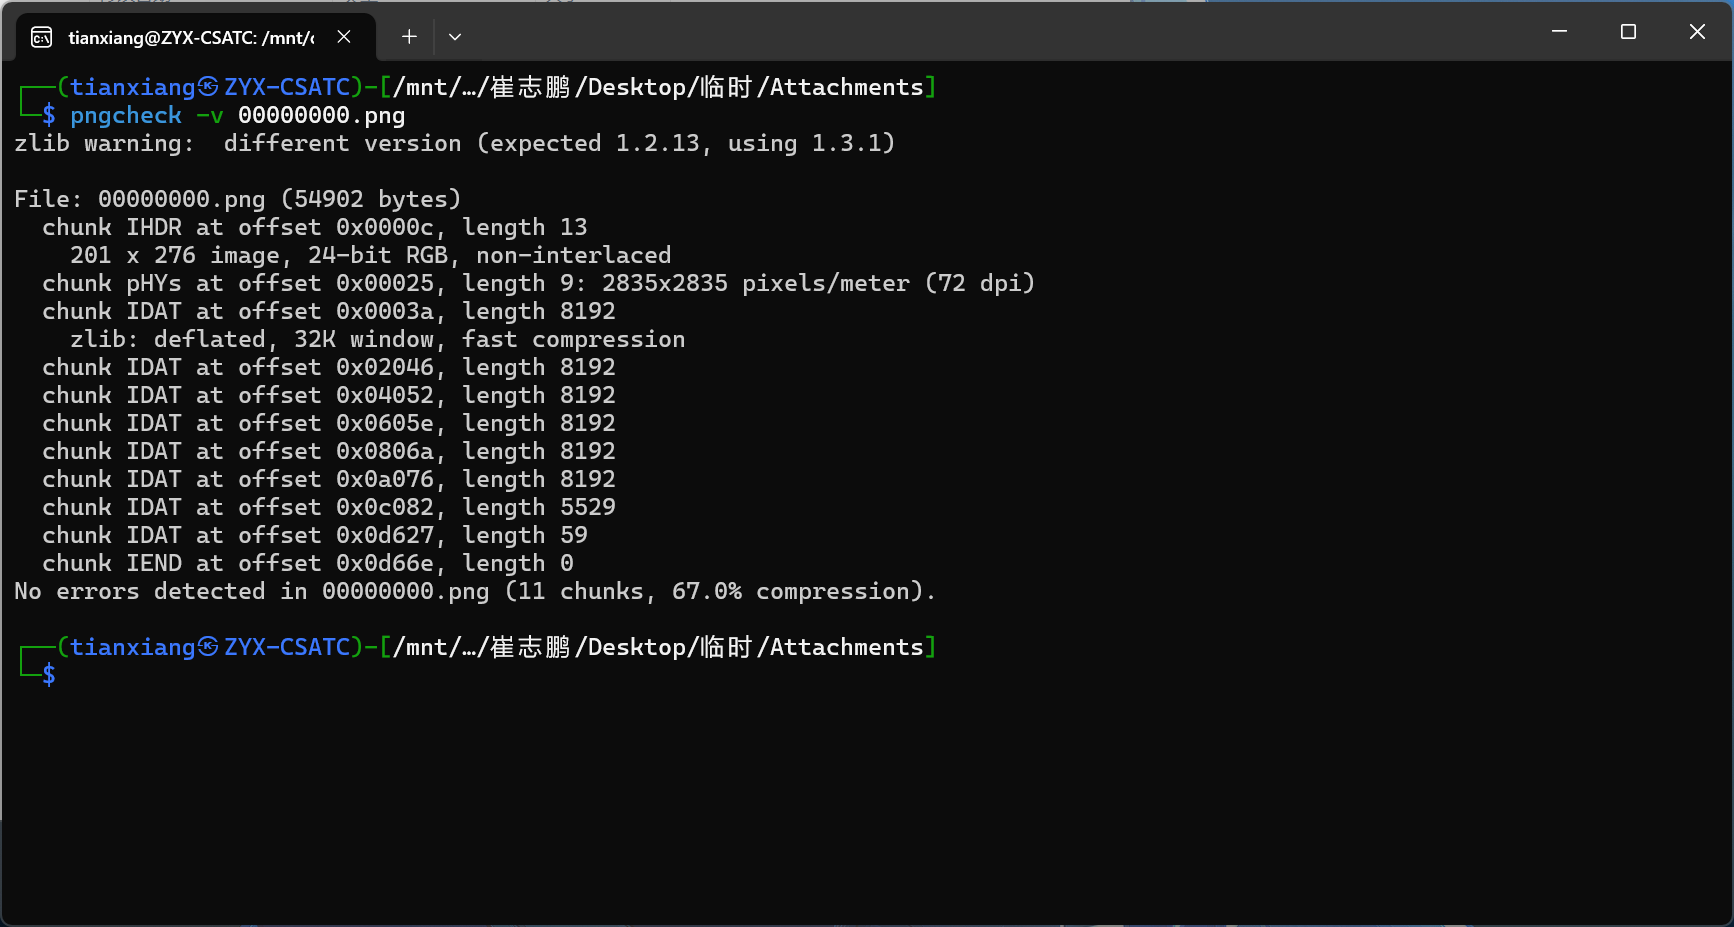 tianxiang@ZYX-CSATC: /mnt/c
┌──(tianxiang㉿ZYX-CSATC)-[/mnt/…/崔志鹏/Desktop/临时/Attachments]
└─$ pngcheck -v 00000000.png
zlib warning:  different version (expected 1.2.13, using 1.3.1)

File: 00000000.png (54902 bytes)
  chunk IHDR at offset 0x0000c, length 13
    201 x 276 image, 24-bit RGB, non-interlaced
  chunk pHYs at offset 0x00025, length 9: 2835x2835 pixels/meter (72 dpi)
  chunk IDAT at offset 0x0003a, length 8192
    zlib: deflated, 32K window, fast compression
  chunk IDAT at offset 0x02046, length 8192
  chunk IDAT at offset 0x04052, length 8192
  chunk IDAT at offset 0x0605e, length 8192
  chunk IDAT at offset 0x0806a, length 8192
  chunk IDAT at offset 0x0a076, length 8192
  chunk IDAT at offset 0x0c082, length 5529
  chunk IDAT at offset 0x0d627, length 59
  chunk IEND at offset 0x0d66e, length 0
No errors detected in 00000000.png (11 chunks, 67.0% compression).

┌──(tianxiang㉿ZYX-CSATC)-[/mnt/…/崔志鹏/Desktop/临时/Attachments]
└─$